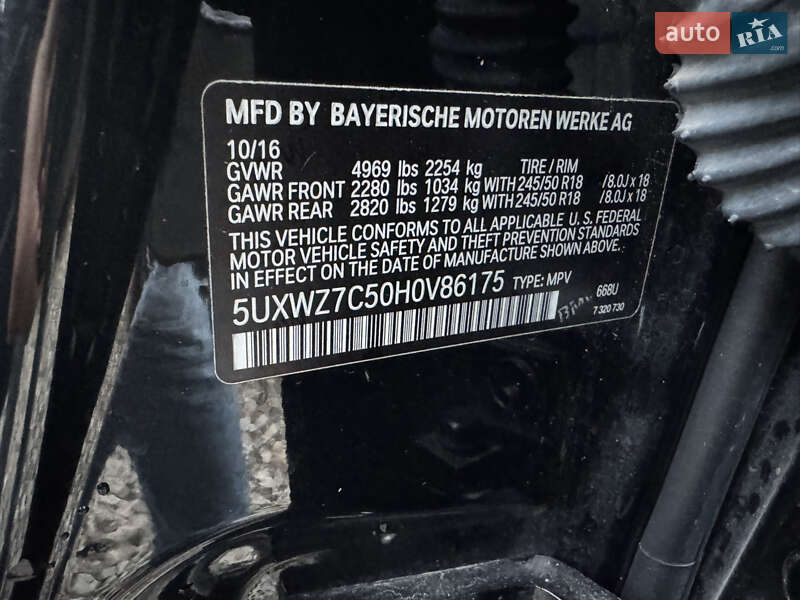 auto RIA.com
MFD BY BAYERISCHE MOTOREN WERKE AG
10/16
GVWR 4969 lbs 2254 kg TIRE / RIM
GAWR FRONT 2280 lbs 1034 kg WITH 245/50 R18 /8.0J x 18
GAWR REAR 2820 lbs 1279 kg WITH 245/50 R18 /8.0J x 18
THIS VEHICLE CONFORMS TO ALL APPLICABLE U. S. FEDERAL
MOTOR VEHICLE SAFETY AND THEFT PREVENTION STANDARDS
IN EFFECT ON THE DATE OF MANUFACTURE SHOWN ABOVE.
5UXWZ7C50H0V86175 TYPE: MPV
668U
7 320 730